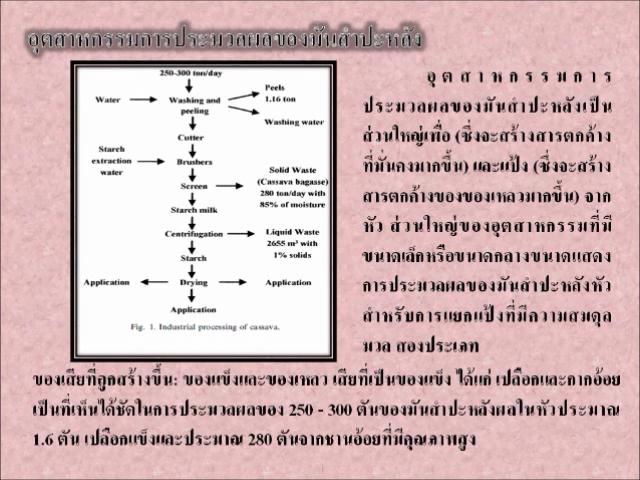 อุตสาหกรรมการประมวลผลของมันสำปะหลัง
250-300 ton/day
Water
Washing and
peeling
Peels
1.16 ton
Washing water
Cutter
Starch
extraction
water
Brushers
Screen
Solid Waste
(Cassava bagasse)
280 ton/day with
85% of moisture
Starch milk
Centrifugation
Liquid Waste
2655 m³ with
1% solids
Starch
Application
Drying
Application
Application
Fig. 1. Industrial processing of cassava.
อุตสาหกรรมการ
ประมวลผลของมันสำปะหลังเป็น
ส่วนใหญ่เพื่อ (ซึ่งจะสร้างสารตกค้าง
ที่มั่นคงมากขึ้น) และแป้ง (ซึ่งจะสร้าง
สารตกค้างของของเหลวมากขึ้น) จาก
หัว ส่วนใหญ่ของอุตสาหกรรมที่มี
ขนาดเล็กหรือขนาดกลางขนาดแสดง
การประมวลผลของมันสำปะหลังหัว
สำหรับการแยกแป้งที่มีความสมดุล
มวล สองประเภท
ของเสียที่ถูกสร้างขึ้น: ของแข็งและของเหลว เสียที่เป็นของแข็ง ได้แก่ เปลือกและกากอ้อย
เป็นที่เห็นได้ชัดในการประมวลผลของ 250 - 300 ตันของมันสำปะหลังผลในหัวประมาณ
1.6 ตัน เปลือกแข็งและประมาณ 280 ตันจากชานอ้อยที่มีคุณภาพสูง